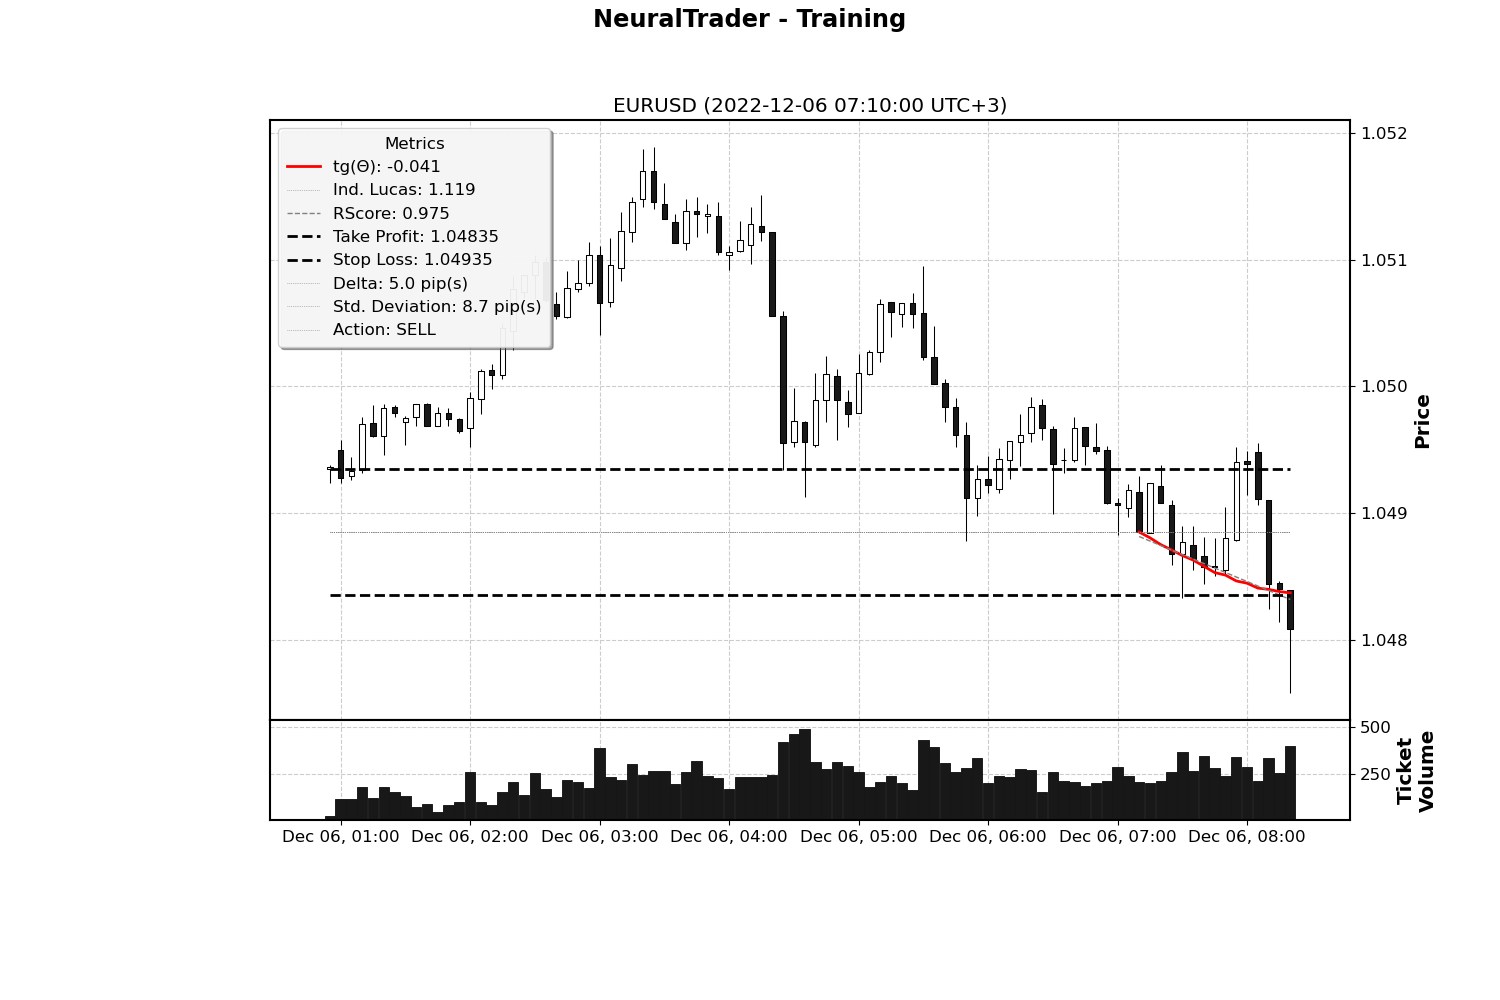 NeuralTrader - Training
EURUSD (2022-12-06 07:10:00 UTC+3)
Metrics
tg(Θ): -0.041
Ind. Lucas: 1.119
RScore: 0.975
Take Profit: 1.04835
Stop Loss: 1.04935
Delta: 5.0 pip(s)
Std. Deviation: 8.7 pip(s)
Action: SELL
1.052
1.051
1.050
1.049
1.048
Price
500
250
Ticket
Volume
Dec 06, 01:00 Dec 06, 02:00 Dec 06, 03:00 Dec 06, 04:00 Dec 06, 05:00 Dec 06, 06:00 Dec 06, 07:00 Dec 06, 08:00